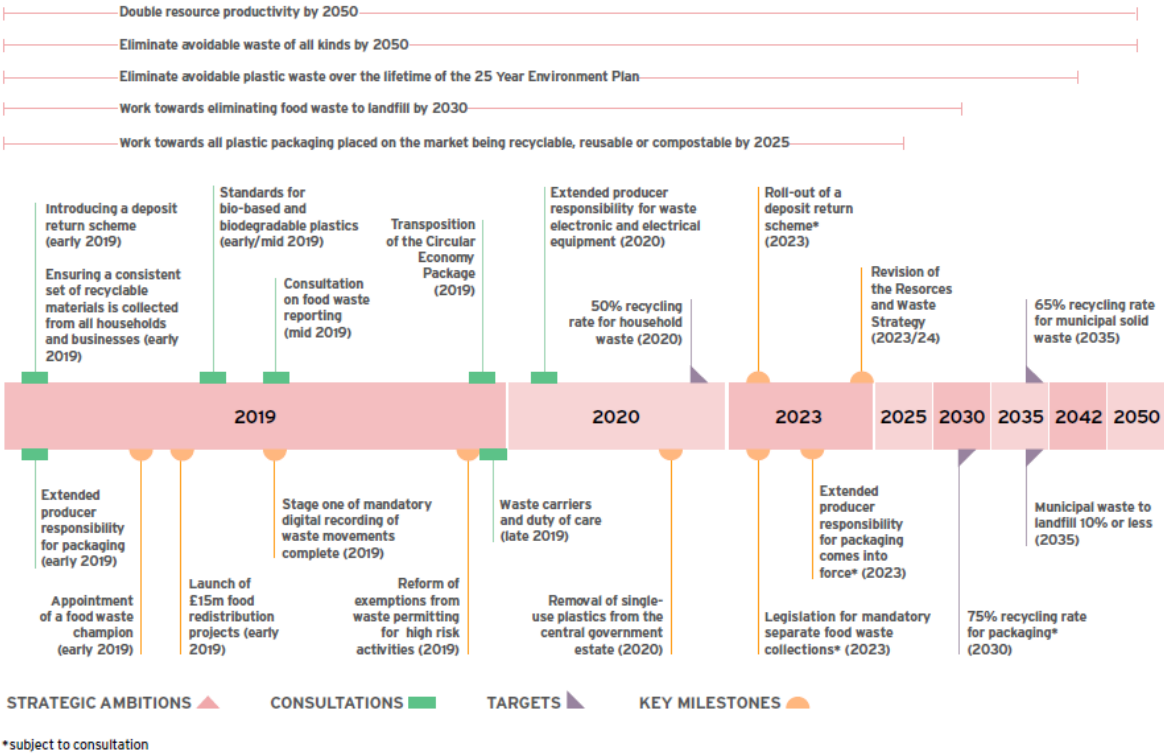 Double resource productivity by 2050
Eliminate avoidable waste of all kinds by 2050
Eliminate avoidable plastic waste over the lifetime of the 25 Year Environment Plan
Work towards eliminating food waste to landfill by 2030
Work towards all plastic packaging placed on the market being recyclable, reusable or compostable by 2025
Introducing a deposit
return scheme
(early 2019)
Ensuring a consistent
set of recyclable
materials is collected
from all households
and businesses (early
2019)
Standards for
bio-based and
biodegradable plastics
(early/mid 2019)
Consultation
on food waste
reporting
(mid 2019)
Transposition
of the Circular
Economy
Package
(2019)
Extended producer
responsibility for waste
electronic and electrical
equipment (2020)
50% recycling
rate for household
waste (2020)
Roll-out of a
deposit return
scheme*
(2023)
Revision of
the Resorces
and Waste
Strategy
(2023/24)
65% recycling rate
for municipal solid
waste (2035)
2019
2020
2023
2025
2030
2035
2042
2050
Extended
producer
responsibility
for packaging
(early 2019)
Appointment
of a food waste
champion
(early 2019)
Launch of
£15m food
redistribution
projects (early
2019)
Stage one of mandatory
digital recording of
waste movements
complete (2019)
Reform of
exemptions from
waste permitting
for high risk
activities (2019)
Waste carriers
and duty of care
(late 2019)
Removal of single-
use plastics from the
central government
estate (2020)
Legislation for mandatory
separate food waste
collections* (2023)
Extended
producer
responsibility
for packaging
comes into
force* (2023)
75% recycling rate
for packaging*
(2030)
Municipal waste to
landfill 10% or less
(2035)
STRATEGIC AMBITIONS
CONSULTATIONS
TARGETS
KEY MILESTONES
*subject to consultation